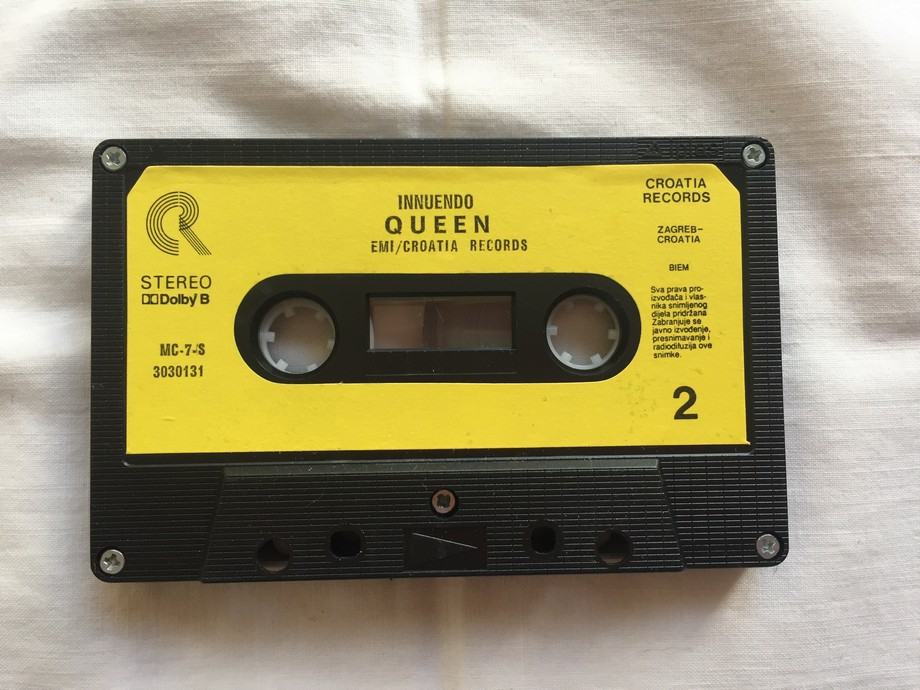 INNUENDO
QUEEN
EMI/CROATIA RECORDS
CROATIA
RECORDS
ZAGREB-
CROATIA
BIEM
Sva prava pro-
izvođača i vlas-
nika snimljenog
dijela pridržana
Zabranjuje se
javno izvođenje,
presnimavanje i
radiodifuzija ove
snimke.
2
STEREO
Dolby B
MC-7-/S
3030131